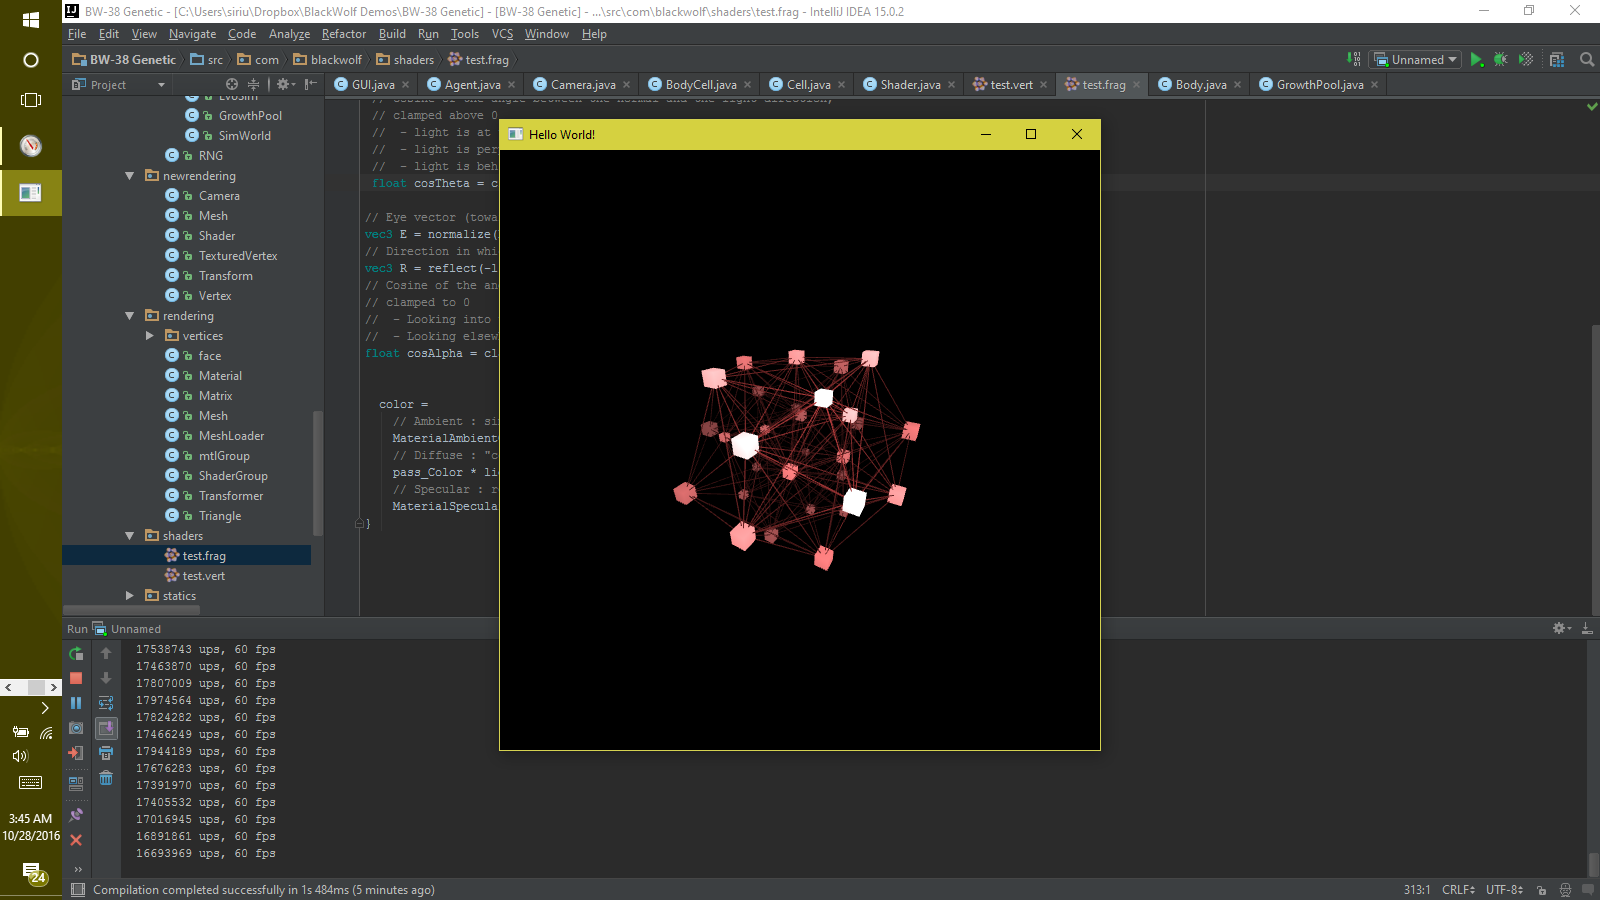 BW-38 Genetic - [C:\Users\siriu\Dropbox\BlackWolf Demos\BW-38 Genetic] - [BW-38 Genetic] - ...\src\com\blackwolf\shaders\test.frag - IntelliJ IDEA 15.0.2
File Edit View Navigate Code Analyze Refactor Build Run Tools VCS Window Help
BW-38 Genetic src com blackwolf shaders test.frag
Unnamed
Project
GUI.java Agent.java Camera.java BodyCell.java Cell.java Shader.java test.vert test.frag Body.java GrowthPool.java
EvoSim
GrowthPool
SimWorld
RNG
newrendering
Camera
Mesh
Shader
TexturedVertex
Transform
Vertex
rendering
vertices
face
Material
Matrix
Mesh
MeshLoader
mtlGroup
ShaderGroup
Transformer
Triangle
shaders
test.frag
test.vert
statics
// Cosine of the angle between the normal and the light direction,
// clamped above 0
// - light is at
// - light is per
// - light is beh
float cosTheta = c
// Eye vector (towa
vec3 E = normalize(
// Direction in whi
vec3 R = reflect(-l
// Cosine of the an
// clamped to 0
// - Looking into
// - Looking elsew
float cosAlpha = cl
color =
// Ambient : si
MaterialAmbient
// Diffuse : "c
pass_Color * li
// Specular : r
MaterialSpecula
}
Hello World!
Run Unnamed
17538743 ups, 60 fps
17463870 ups, 60 fps
17807009 ups, 60 fps
17974564 ups, 60 fps
17824282 ups, 60 fps
17466249 ups, 60 fps
17944189 ups, 60 fps
17676283 ups, 60 fps
17391970 ups, 60 fps
17405532 ups, 60 fps
17016945 ups, 60 fps
16891861 ups, 60 fps
16693969 ups, 60 fps
3:45 AM
10/28/2016
24
Compilation completed successfully in 1s 484ms (5 minutes ago)
313:1 CRLF UTF-8